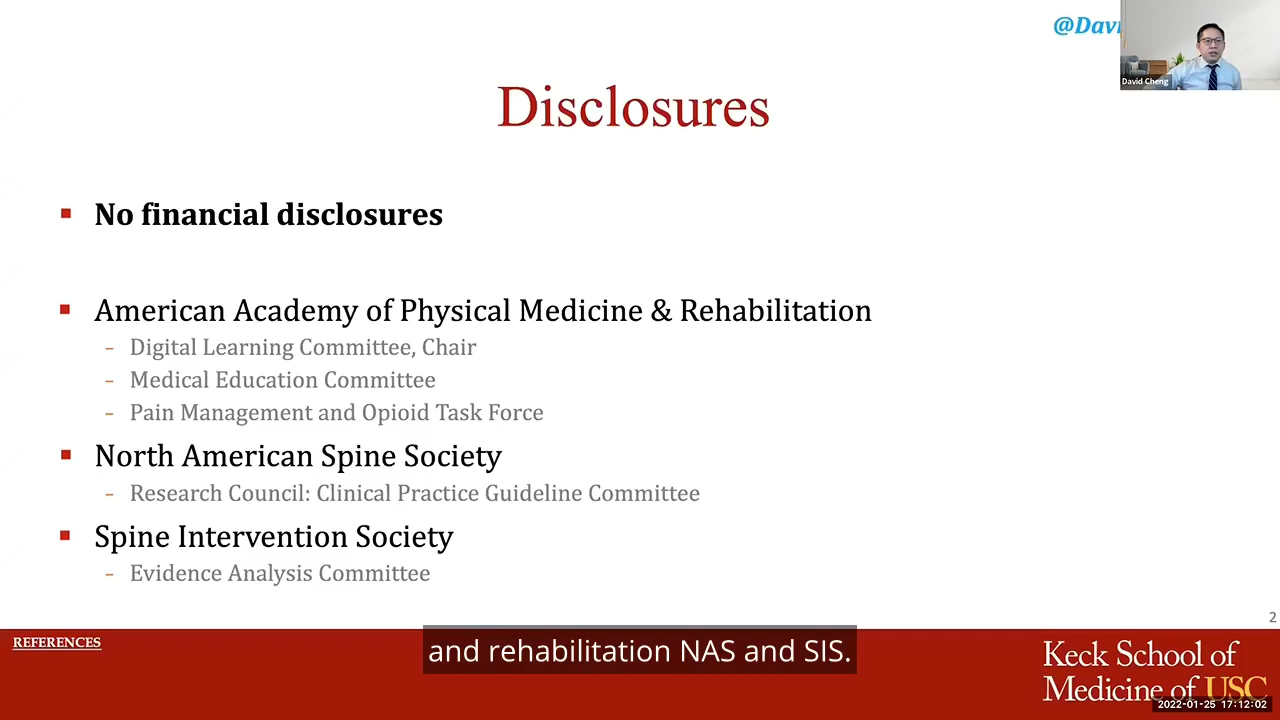 @Davi
David Cheng
Disclosures
No financial disclosures
American Academy of Physical Medicine & Rehabilitation
– Digital Learning Committee, Chair
– Medical Education Committee
– Pain Management and Opioid Task Force
North American Spine Society
– Research Council: Clinical Practice Guideline Committee
Spine Intervention Society
– Evidence Analysis Committee
2
REFERENCES
and rehabilitation NAS and SIS.
Keck School of
Medicine of USC
2022-01-25 17:12:02